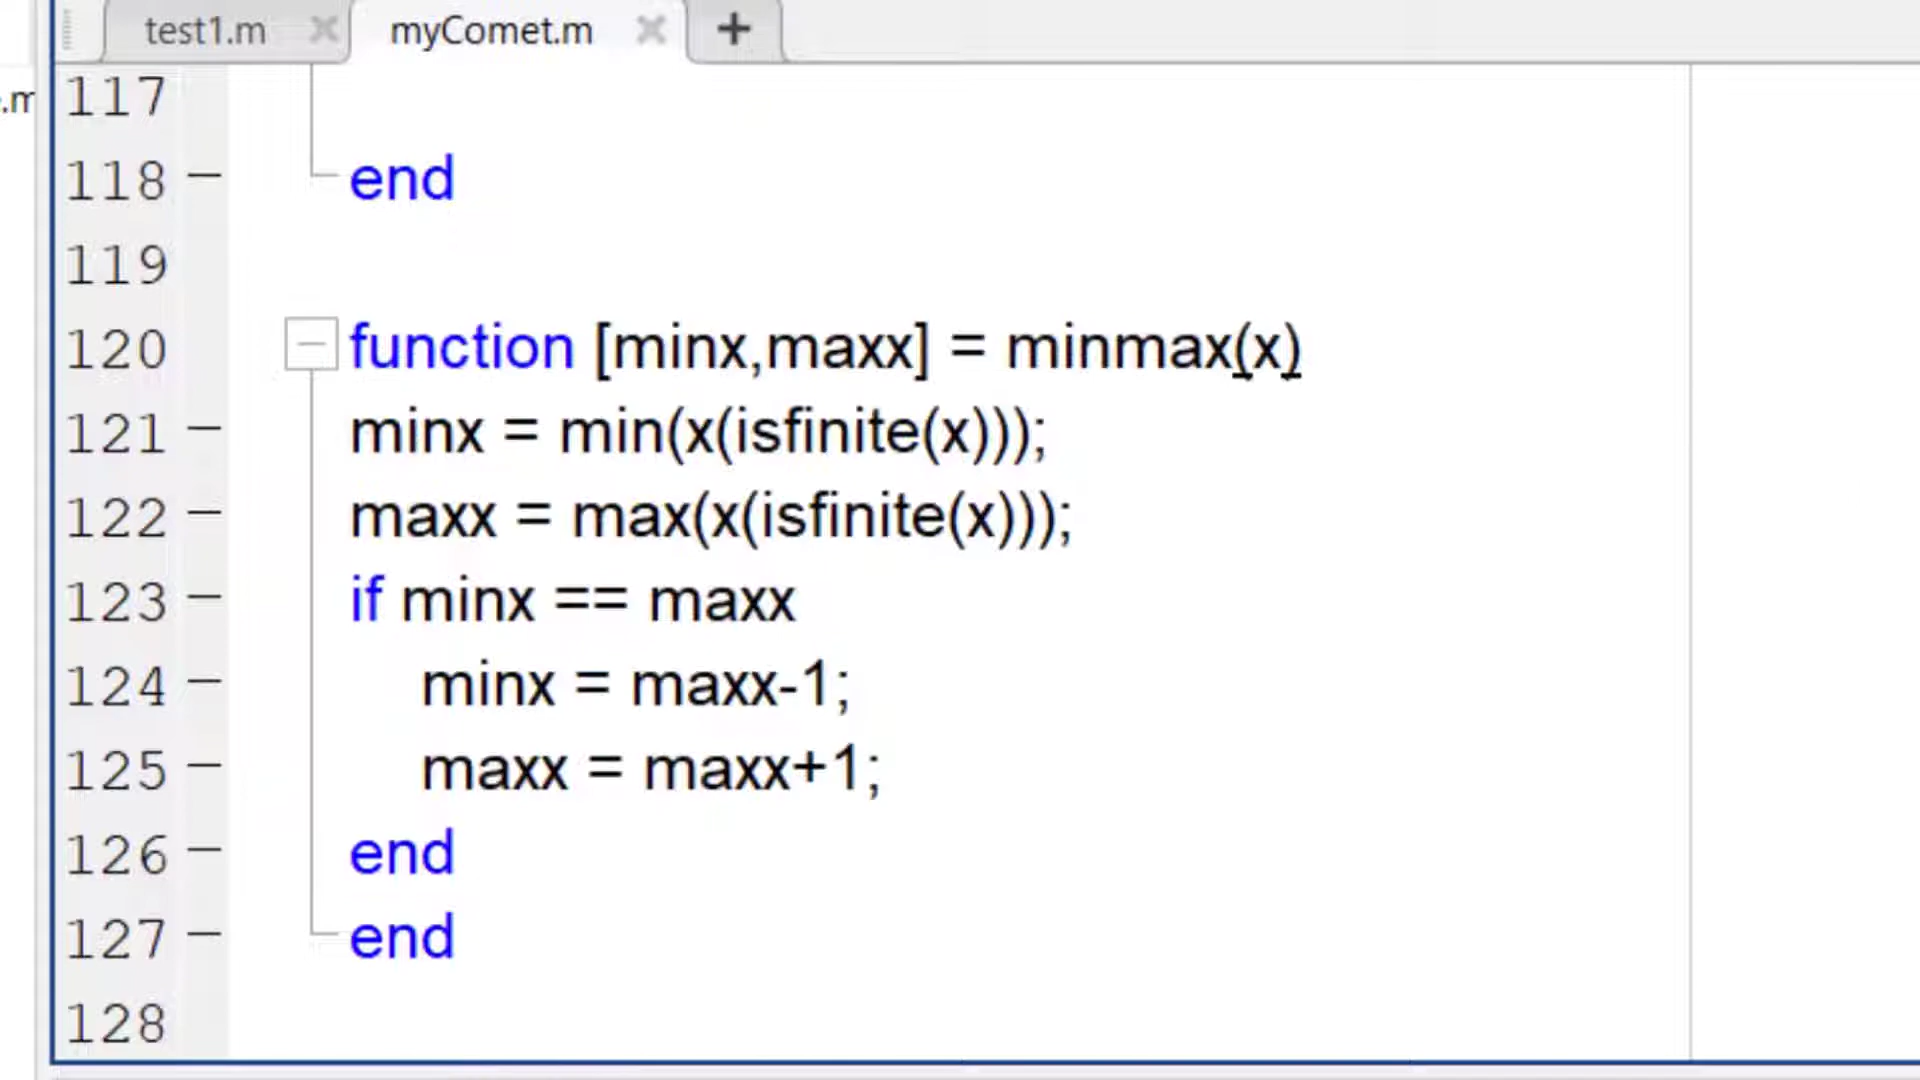 test1.m × myComet.m × +
.m
117
118 — end
119
120 function [minx,maxx] = minmax(x)
121 — minx = min(x(isfinite(x)));
122 — maxx = max(x(isfinite(x)));
123 — if minx == maxx
124 — minx = maxx-1;
125 — maxx = maxx+1;
126 — end
127 — end
128